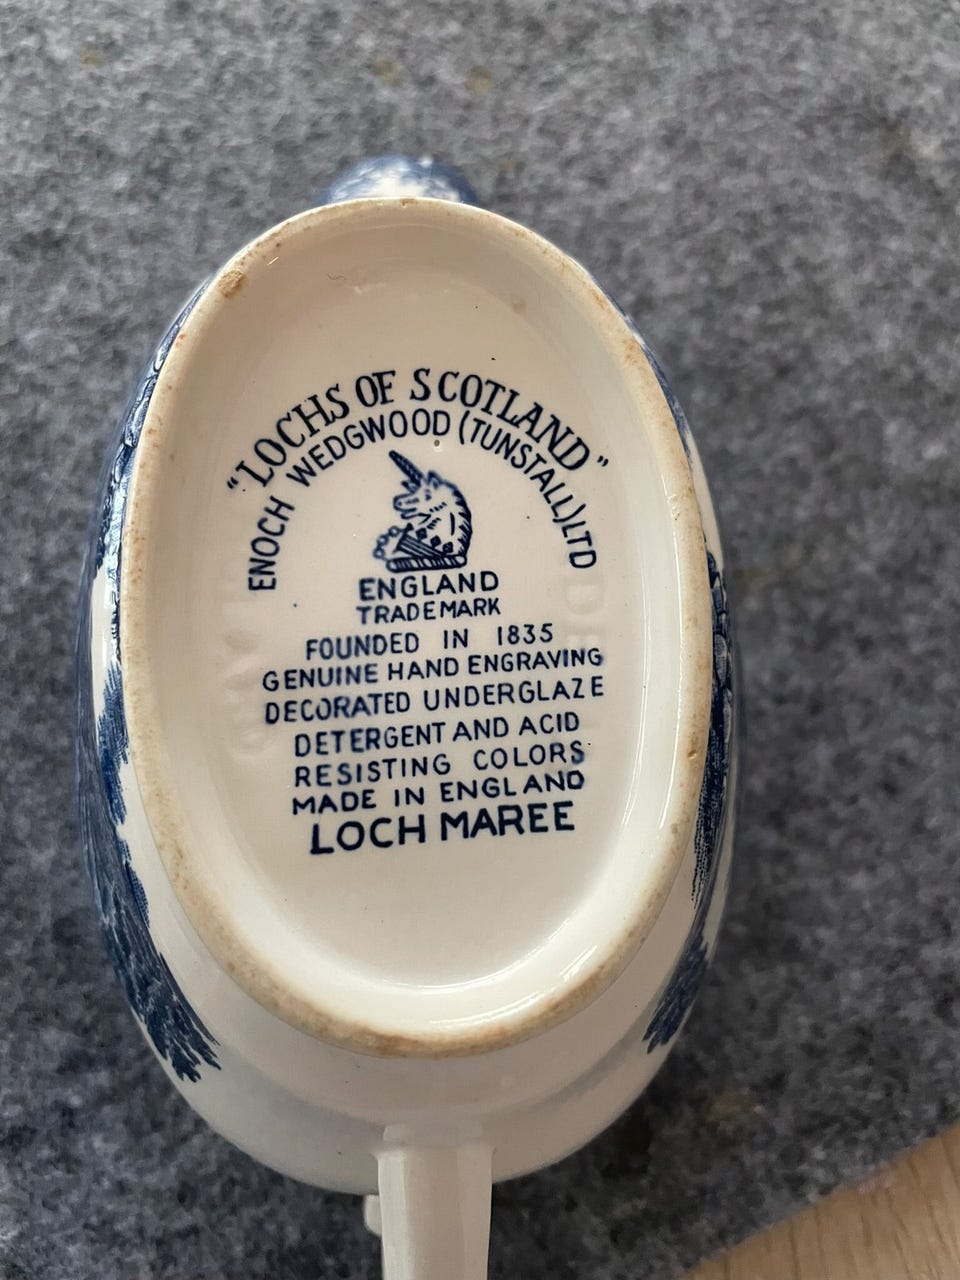 "LOCHS OF SCOTLAND"
ENOCH WEDGWOOD (TUNSTALL) LTD
ENGLAND
TRADEMARK
FOUNDED IN 1835
GENUINE HAND ENGRAVING
DECORATED UNDERGLAZE
DETERGENT AND ACID
RESISTING COLORS
MADE IN ENGLAND
LOCH MAREE